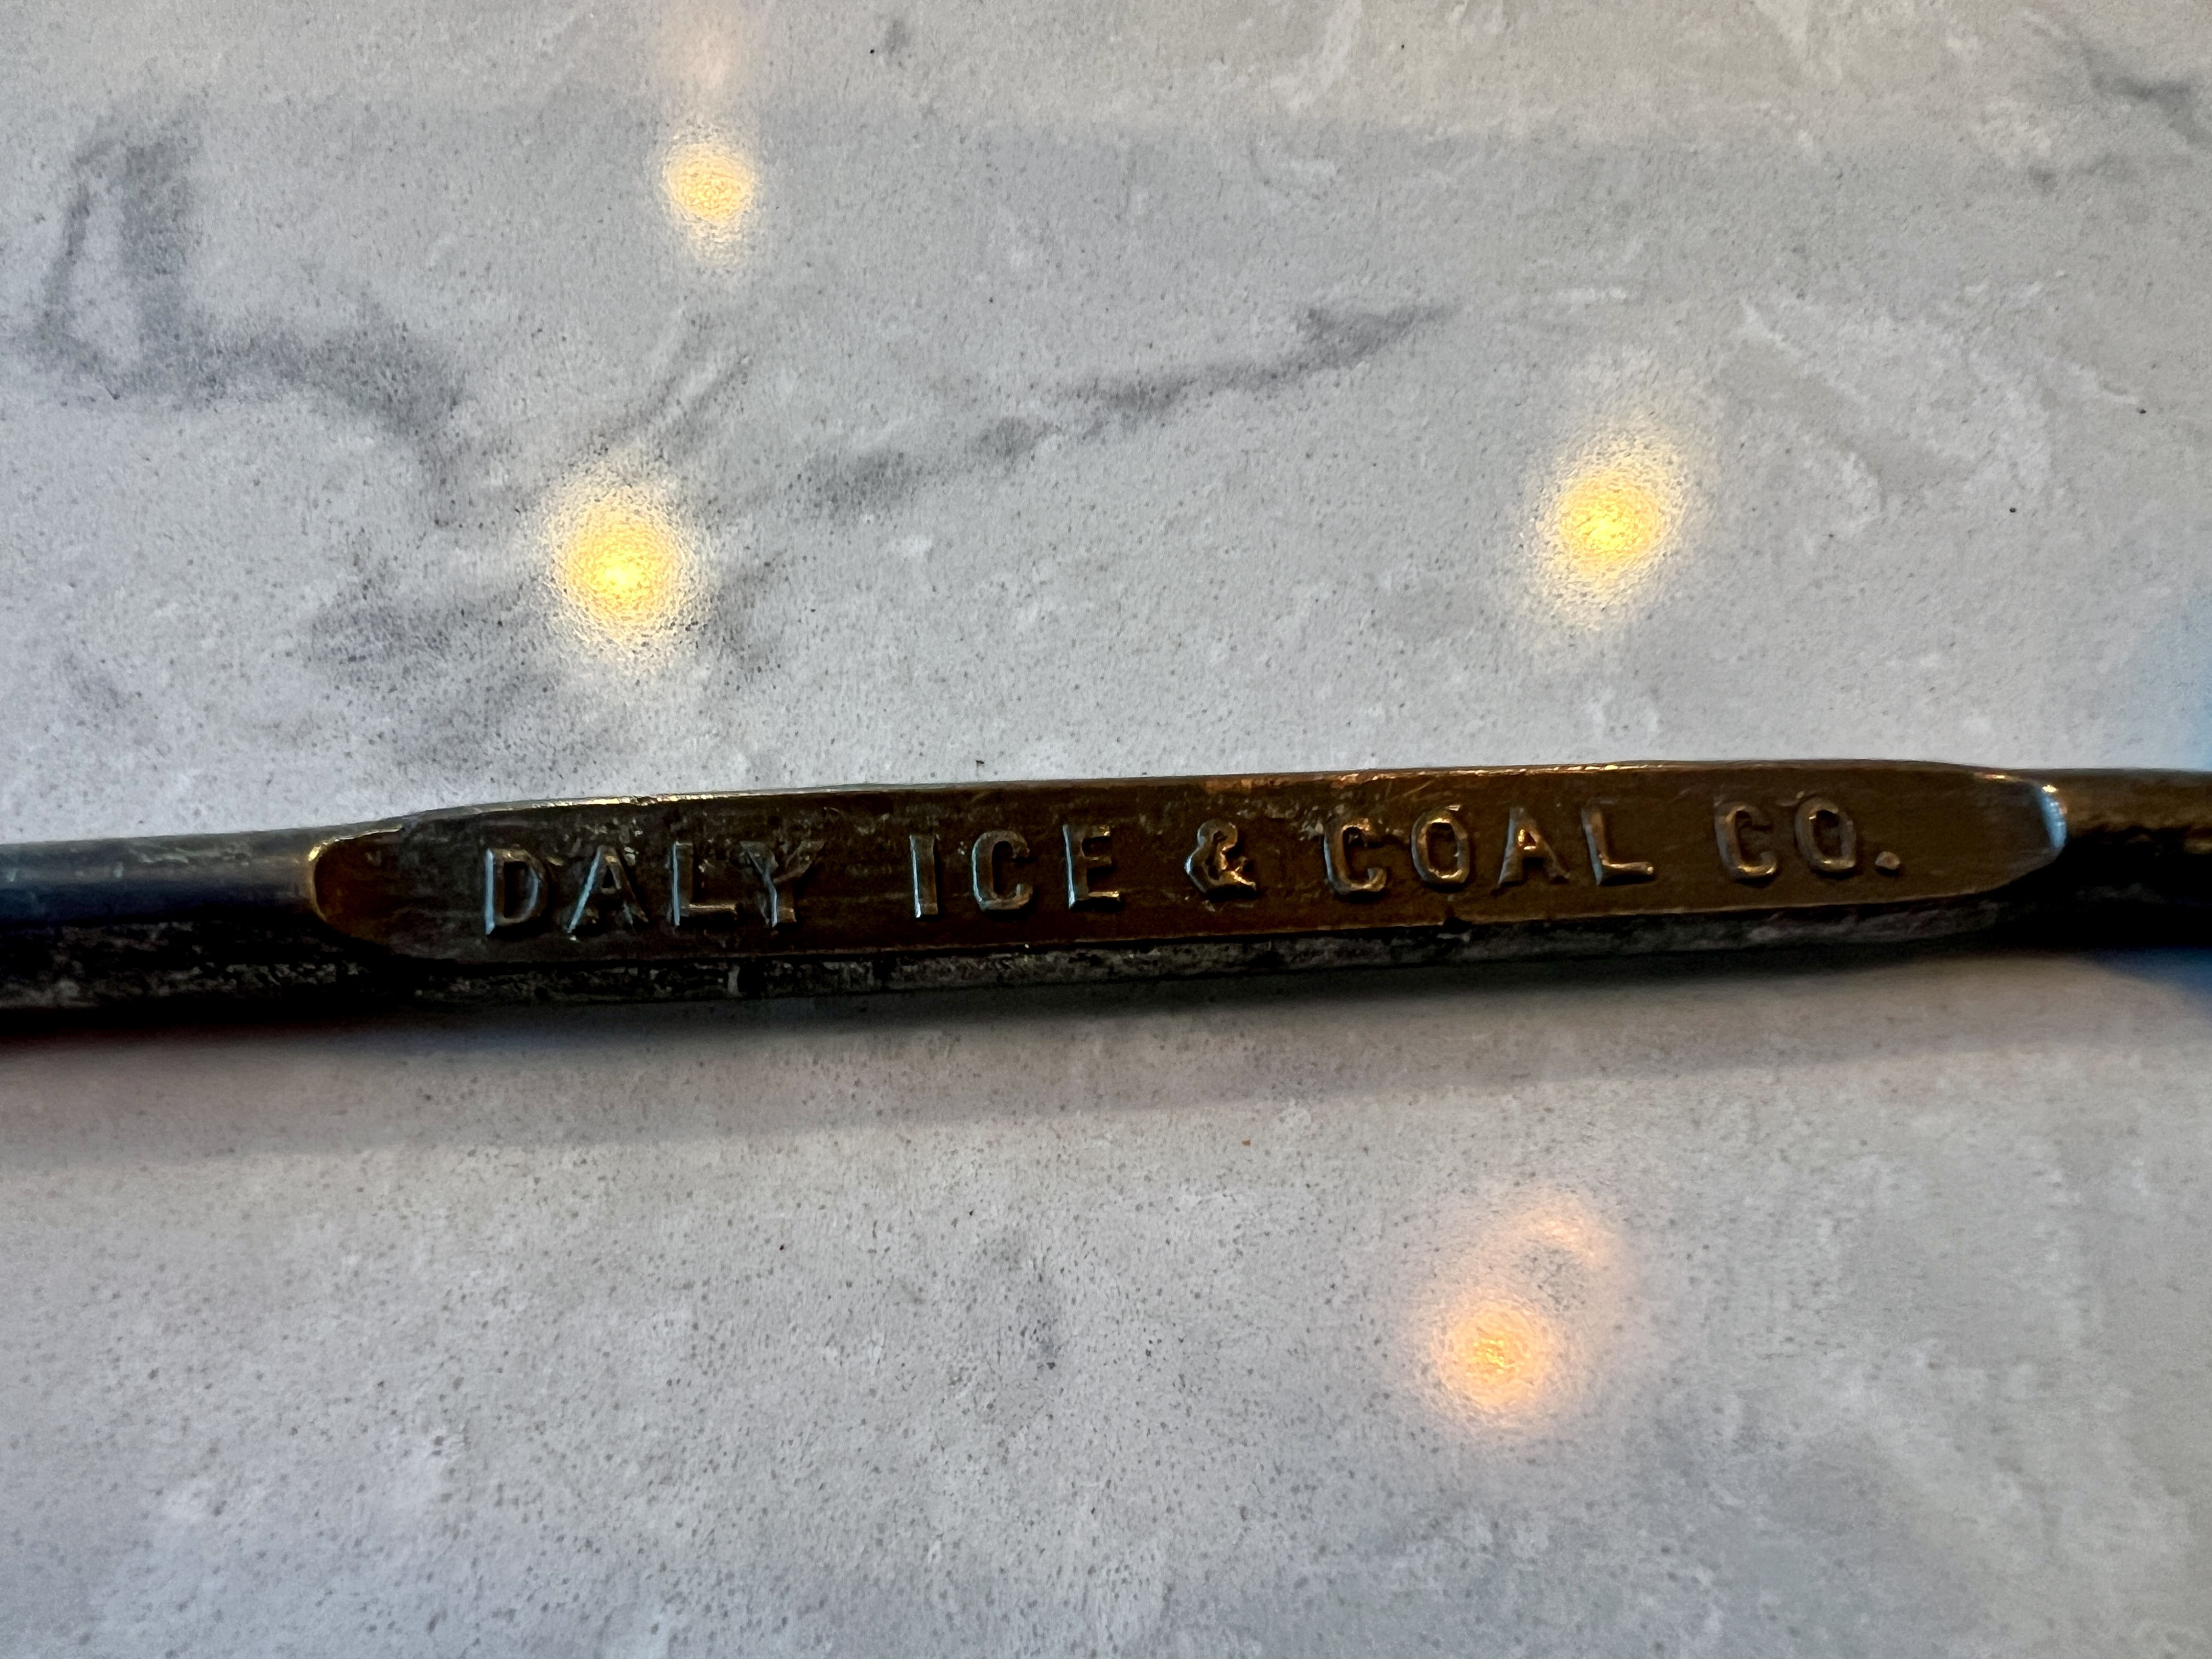 DALY ICE & COAL CO.